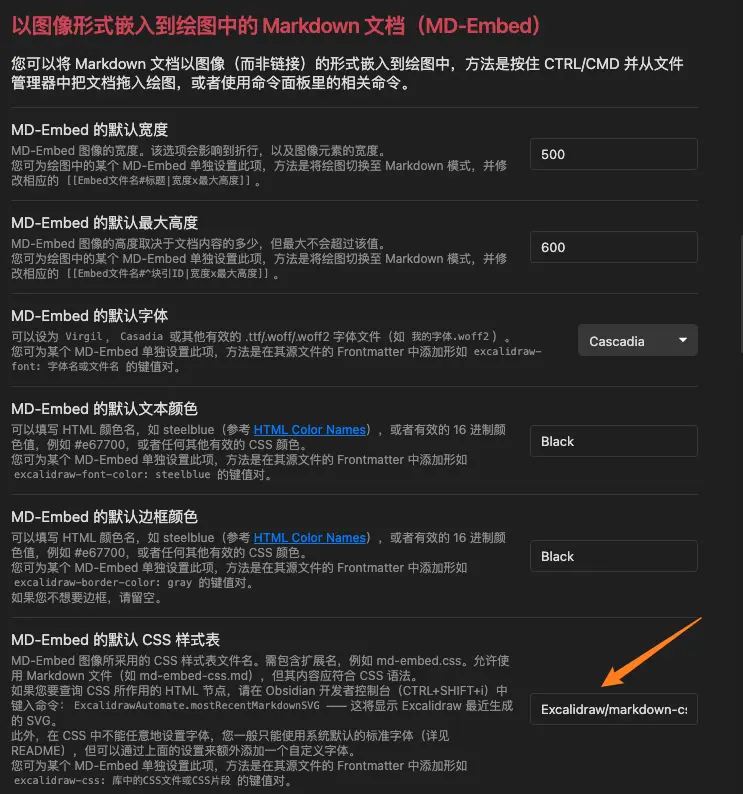 以图像形式嵌入到绘图中的 Markdown 文档（MD-Embed）
您可以将 Markdown 文档以图像（而非链接）的形式嵌入到绘图中，方法是按住 CTRL/CMD 并从文件
管理器中把文档拖入绘图，或者使用命令面板里的相关命令。
MD-Embed 的默认宽度
MD-Embed 图像的宽度。该选项会影响到折行，以及图像元素的宽度。
您可为绘图中的某个 MD-Embed 单独设置此项，方法是将绘图切换至 Markdown 模式，并修
改相应的 [[Embed文件名#标题|宽度x最大高度]] 。
500
MD-Embed 的默认最大高度
MD-Embed 图像的高度取决于文档内容的多少，但最大不会超过该值。
您可为绘图中的某个 MD-Embed 单独设置此项，方法是将绘图切换至 Markdown 模式，并修
改相应的 [[Embed文件名#^块引ID|宽度x最大高度]] 。
600
MD-Embed 的默认字体
可以设为 Virgil，Casadia 或其他有效的 .ttf/.woff/.woff2 字体文件（如 我的字体.woff2 ）。
您可为某个 MD-Embed 单独设置此项，方法是在其源文件的 Frontmatter 中添加形如 excalidraw-
font: 字体名或文件名 的键值对。
Cascadia
MD-Embed 的默认文本颜色
可以填写 HTML 颜色名，如 steelblue（参考 HTML Color Names），或者有效的 16 进制颜
色值，例如 #e67700，或者任何其他有效的 CSS 颜色。
您可为某个 MD-Embed 单独设置此项，方法是在其源文件的 Frontmatter 中添加形如
excalidraw-font-color: steelblue 的键值对。
Black
MD-Embed 的默认边框颜色
可以填写 HTML 颜色名，如 steelblue（参考 HTML Color Names），或者有效的 16 进制颜
色值，例如 #e67700，或者任何其他有效的 CSS 颜色。
您可为某个 MD-Embed 单独设置此项，方法是在其源文件的 Frontmatter 中添加形如
excalidraw-border-color: gray 的键值对。
如果您不想要边框，请留空。
Black
MD-Embed 的默认 CSS 样式表
MD-Embed 图像所采用的 CSS 样式表文件名。需包含扩展名，例如 md-embed.css。允许使
用 Markdown 文件（如 md-embed-css.md），但其内容应符合 CSS 语法。
如果您要查询 CSS 所作用的 HTML 节点，请在 Obsidian 开发者控制台（CTRL+SHIFT+i）中
键入命令：ExcalidrawAutomate.mostRecentMarkdownSVG —— 这将显示 Excalidraw 最近生成
的 SVG。
此外，在 CSS 中不能任意地设置字体，您一般只能使用系统默认的标准字体（详见
README），但可以通过上面的设置来额外添加一个自定义字体。
您可为某个 MD-Embed 单独设置此项，方法是在其源文件的 Frontmatter 中添加形如
excalidraw-css: 库中的CSS文件或CSS片段 的键值对。
Excalidraw/markdown-cs